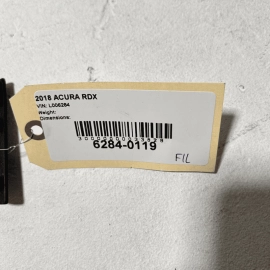 2018 ACURA RDX
VIN: L006284
Weight:
Dimensions:
6284-0119
FIL